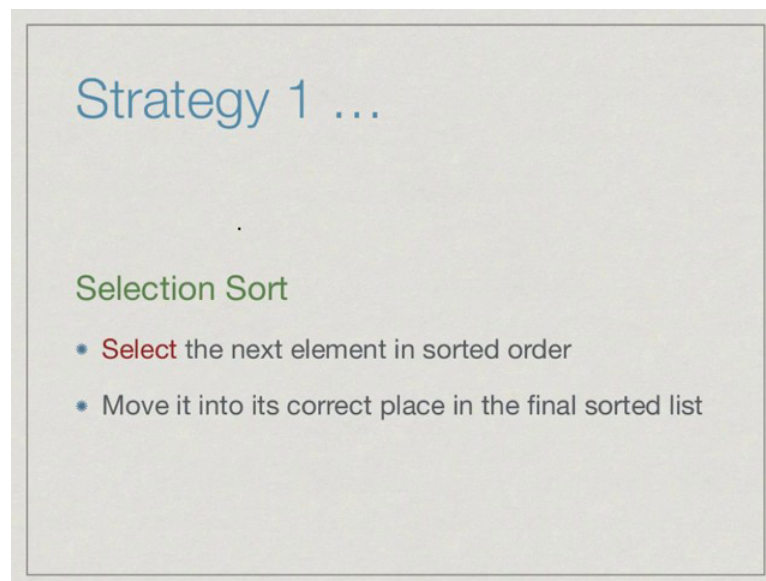 Strategy 1 ...
Selection Sort
Select the next element in sorted order
Move it into its correct place in the final sorted list